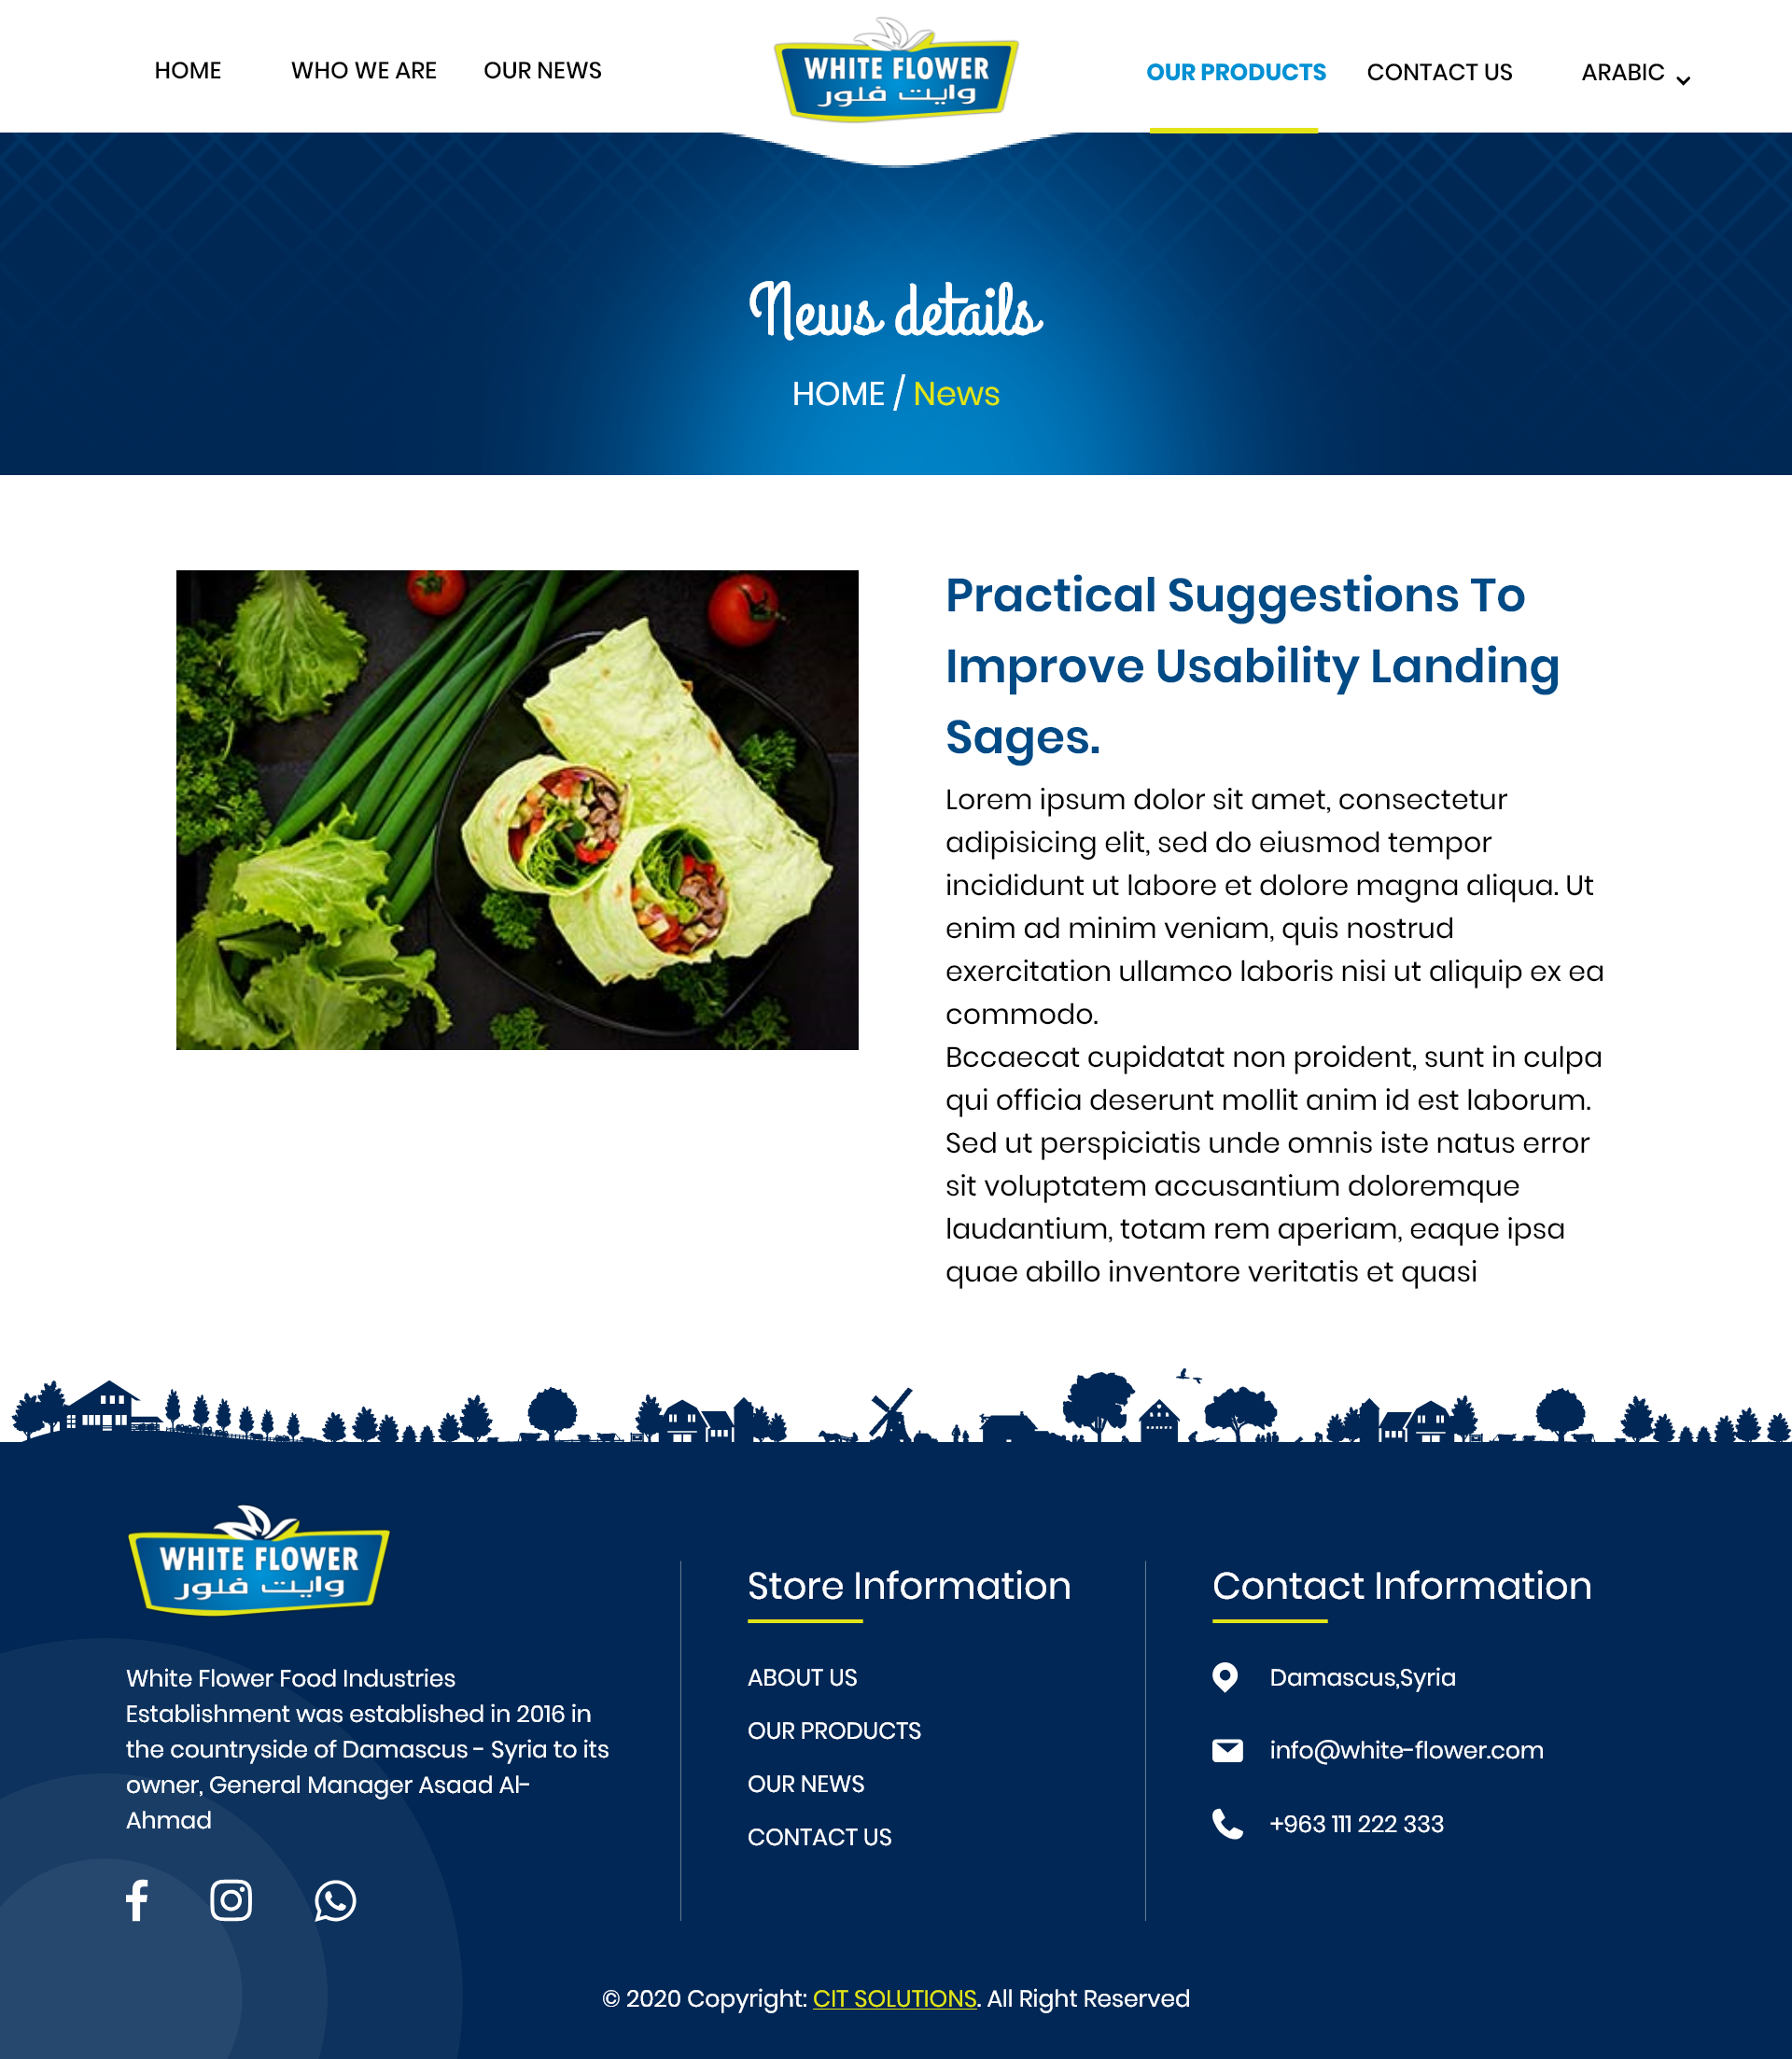 HOME WHO WE ARE OUR NEWS
WHITE FLOWER
وايت فلور
OUR PRODUCTS CONTACT US ARABIC
News details
HOME / News
Practical Suggestions To
Improve Usability Landing
Sages.
Lorem ipsum dolor sit amet, consectetur
adipisicing elit, sed do eiusmod tempor
incididunt ut labore et dolore magna aliqua. Ut
enim ad minim veniam, quis nostrud
exercitation ullamco laboris nisi ut aliquip ex ea
commodo.
Bccaecat cupidatat non proident, sunt in culpa
qui officia deserunt mollit anim id est laborum.
Sed ut perspiciatis unde omnis iste natus error
sit voluptatem accusantium doloremque
laudantium, totam rem aperiam, eaque ipsa
quae abillo inventore veritatis et quasi
WHITE FLOWER
وايت فلور
White Flower Food Industries
Establishment was established in 2016 in
the countryside of Damascus - Syria to its
owner, General Manager Asaad Al-
Ahmad
Store Information
ABOUT US
OUR PRODUCTS
OUR NEWS
CONTACT US
Contact Information
Damascus,Syria
info@white-flower.com
+963 111 222 333
© 2020 Copyright: CIT SOLUTIONS. All Right Reserved